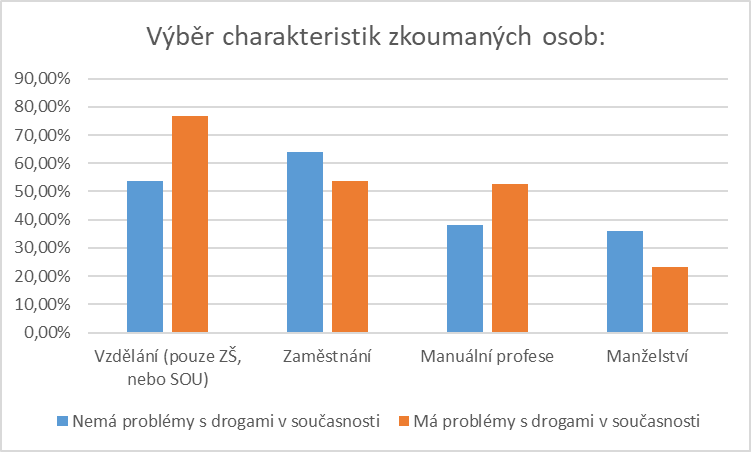 Výběr charakteristik zkoumaných osob:
90,00%
80,00%
70,00%
60,00%
50,00%
40,00%
30,00%
20,00%
10,00%
0,00%
Vzdělání (pouze ZŠ,
nebo SOU)
Zaměstnání
Manuální profese
Manželství
Nemá problémy s drogami v současnosti
Má problémy s drogami v současnosti